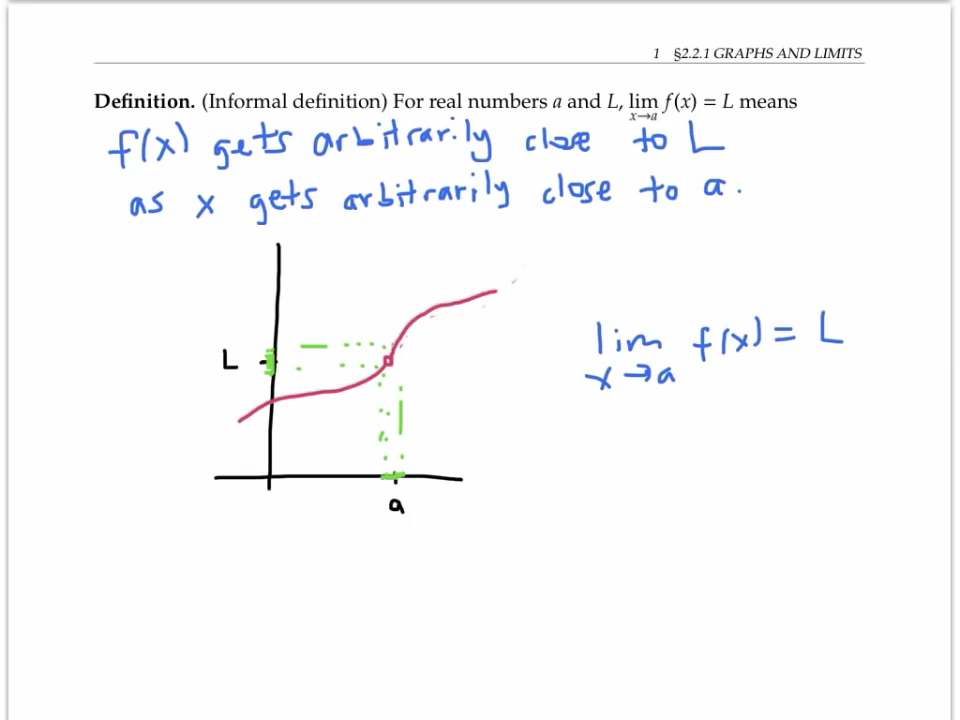 1 §2.2.1 GRAPHS AND LIMITS
Definition. (Informal definition) For real numbers a and L, lim f(x) = L means
x→a
f(x) gets arbitrarily close to L
as x gets arbitrarily close to a.
L
a
lim f(x) = L
x→a